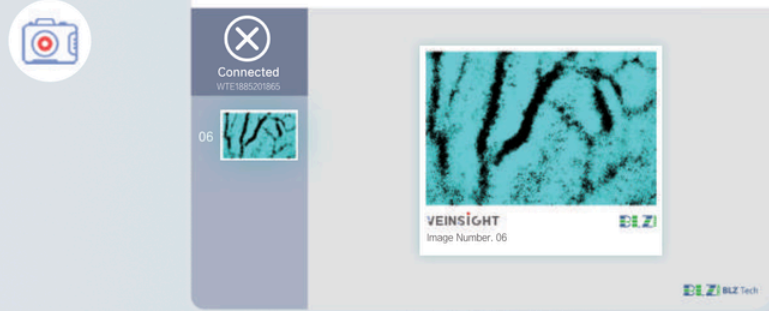 Connected
WTE1885201865
06
VEINSIGHT
BLZ
Image Number. 06
BLZ BLZ Tech